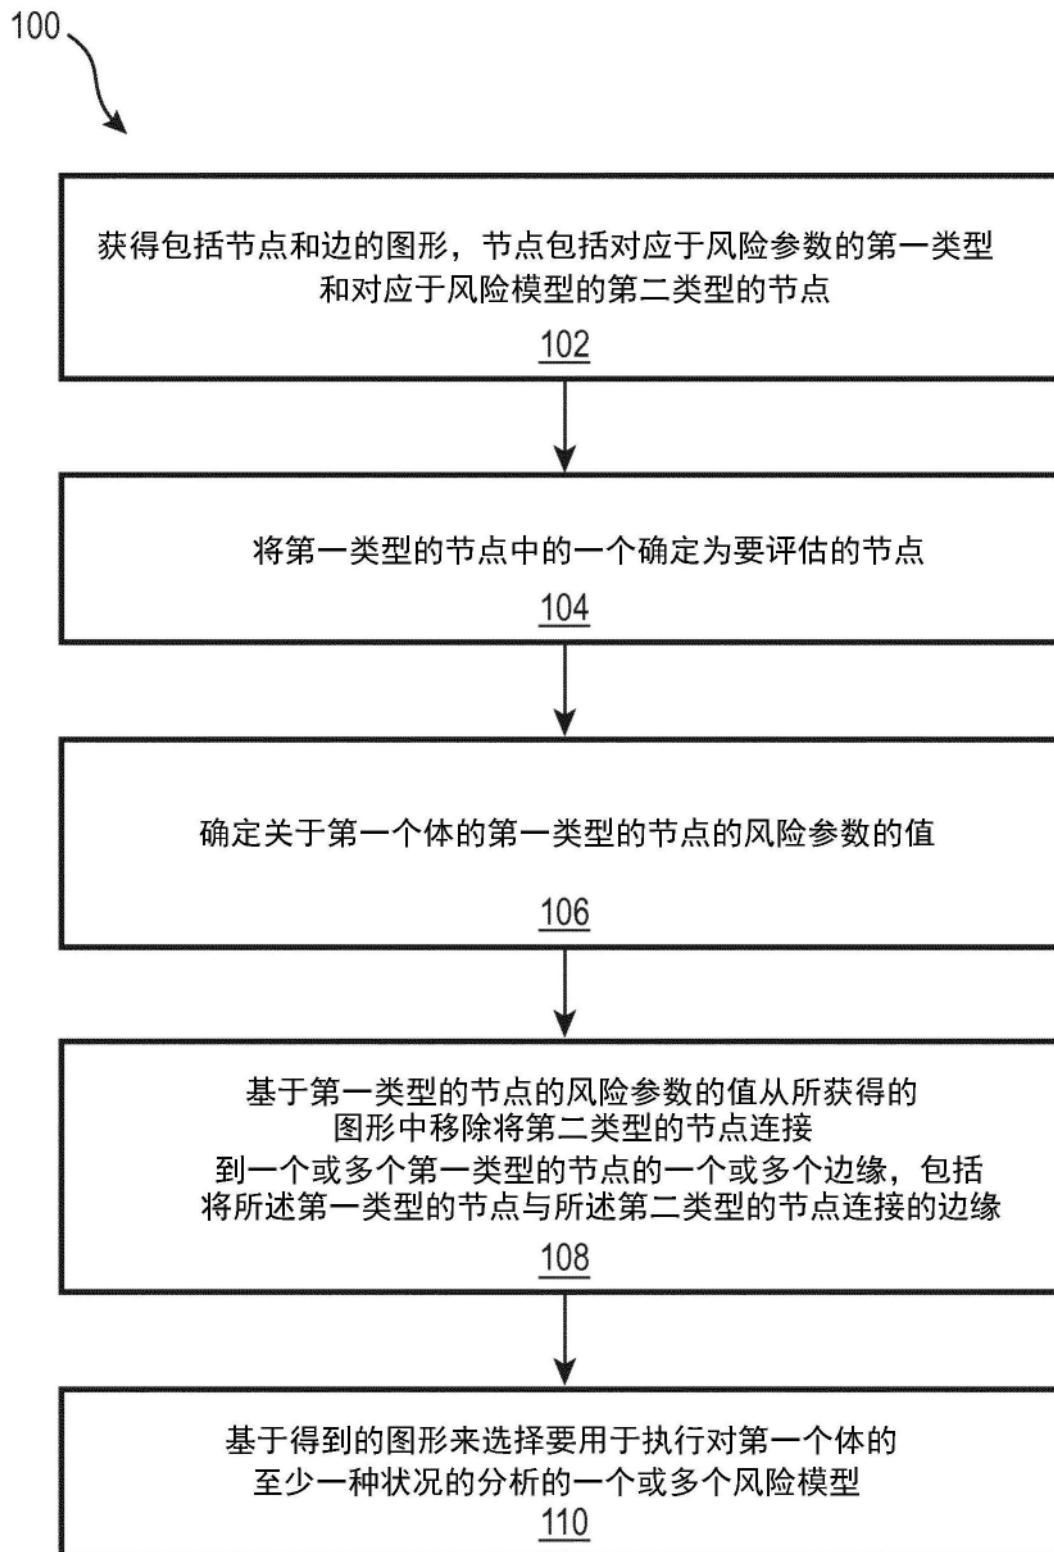 100
获得包括节点和边的图形，节点包括对应于风险参数的第一类型
和对应于风险模型的第二类型的节点
102
将第一类型的节点中的一个确定为要评估的节点
104
确定关于第一个体的第一类型的节点的风险参数的值
106
基于第一类型的节点的风险参数的值从所获得的
图形中移除将第二类型的节点连接
到一个或多个第一类型的节点的一个或多个边缘，包括
将所述第一类型的节点与所述第二类型的节点连接的边缘
108
基于得到的图形来选择要用于执行对第一个体的
至少一种状况的分析的一个或多个风险模型
110